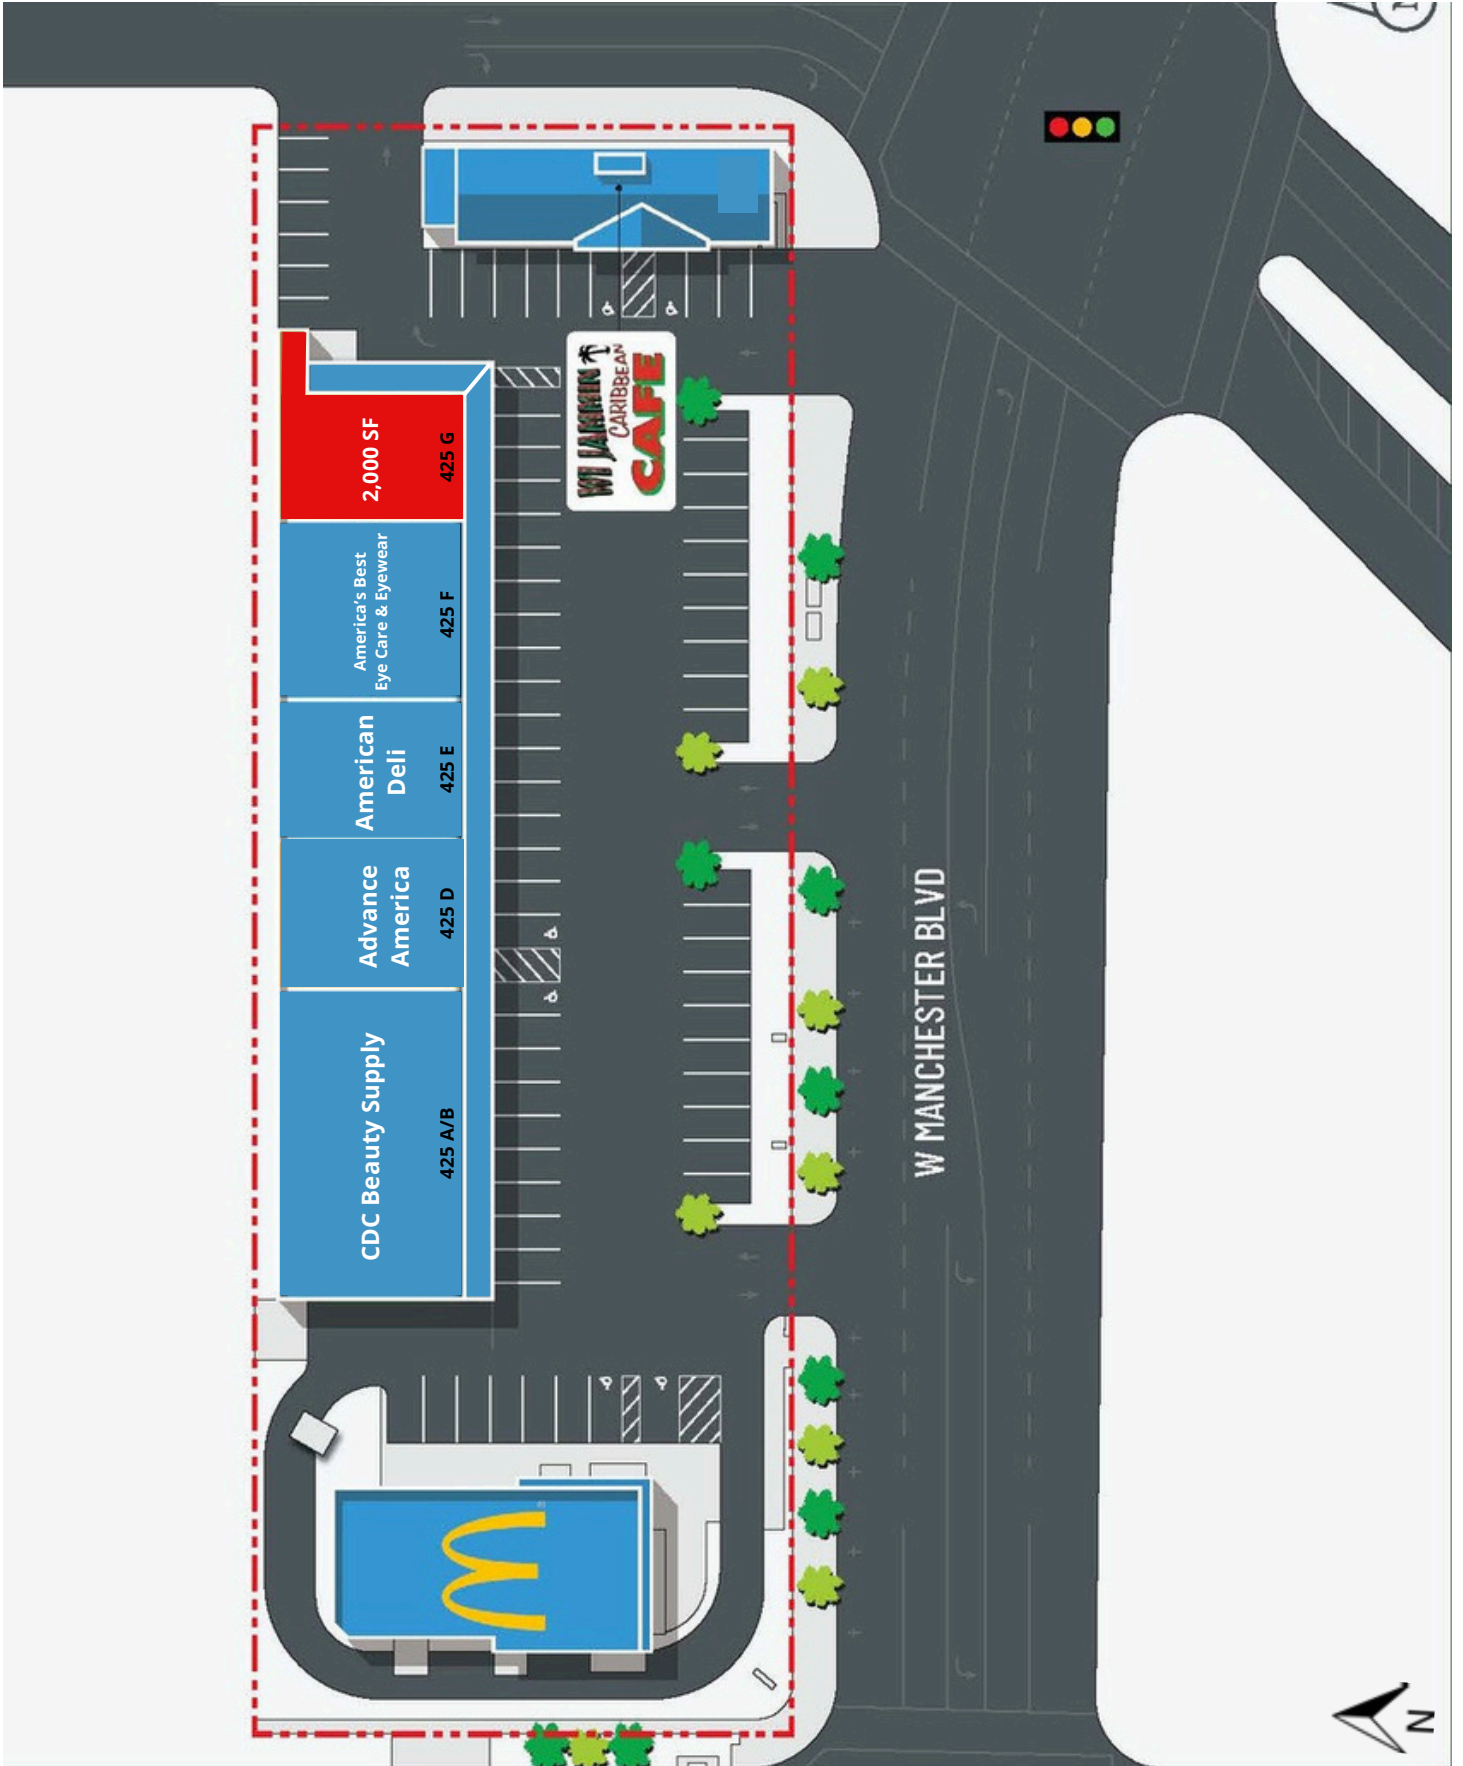 CDC Beauty Supply
425 A/B
Advance
America
425 D
American
Deli
425 E
America's Best
Eye Care & Eyewear
425 F
2,000 SF
425 G
WI JAMMIN
CARIBBEAN
CAFE
W MANCHESTER BLVD
N